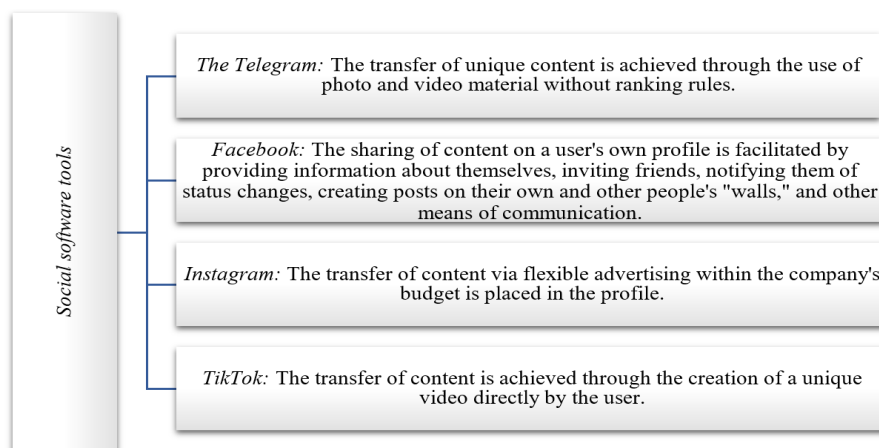 Social software tools
The Telegram: The transfer of unique content is achieved through the use of
photo and video material without ranking rules.
Facebook: The sharing of content on a user's own profile is facilitated by
providing information about themselves, inviting friends, notifying them of
status changes, creating posts on their own and other people's "walls," and other
means of communication.
Instagram: The transfer of content via flexible advertising within the company's
budget is placed in the profile.
TikTok: The transfer of content is achieved through the creation of a unique
video directly by the user.